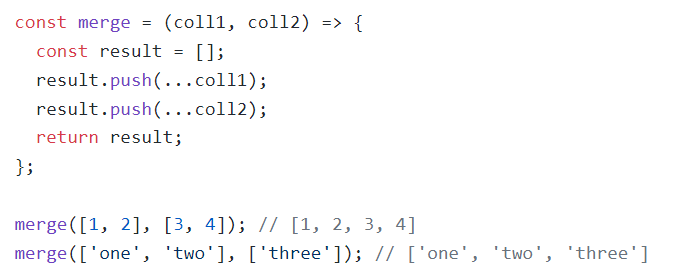 const merge = (coll1, coll2) => {
  const result = [];
  result.push(...coll1);
  result.push(...coll2);
  return result;
};

merge([1, 2], [3, 4]); // [1, 2, 3, 4]
merge(['one', 'two'], ['three']); // ['one', 'two', 'three']